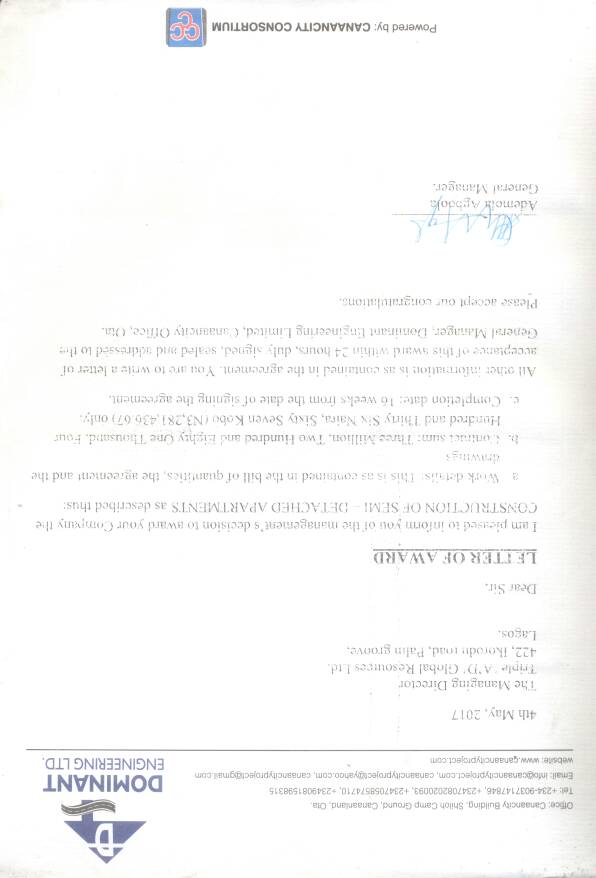 DOMINANT
ENGINEERING LTD.
Office: Canaancity Building, Shiloh Camp Ground, Canaanland, Ota.
Tel: +234-9037147846, +2347082020093, +2347058574710, +2349081598315
Email: info@canaancityproject.com, canaancityproject@yahoo.com, canaancityproject@gmail.com
website: www.canaancityproject.com
4th May, 2017
The Managing Director
Triple 'A'D' Global Resources Ltd.
422, Ikorodu road, Palm groove,
Lagos.
Dear Sir,
LETTER OF AWARD
I am pleased to inform you of the management's decision to award your Company the
CONSTRUCTION OF SEMI – DETACHED APARTMENTS as described thus:
a Work details: This is as contained in the bill of quantities, the agreement and the
drawings
b. Contract sum: Three Million, Two Hundred and Eighty One Thousand, Four
Hundred and Thirty Six Naira, Sixty Seven Kobo (N3,281,436.67) only.
c. Completion date: 16 weeks from the date of signing the agreement.
All other information is as contained in the agreement. You are to write a letter of
acceptance of this award within 24 hours, duly signed, sealed and addressed to the
General Manager, Dominant Engineering Limited, Canaancity Office, Ota.
Please accept our congratulations.
Ademola Agboola
General Manager.
Powered by: CANAANCITY CONSORTIUM
CCC